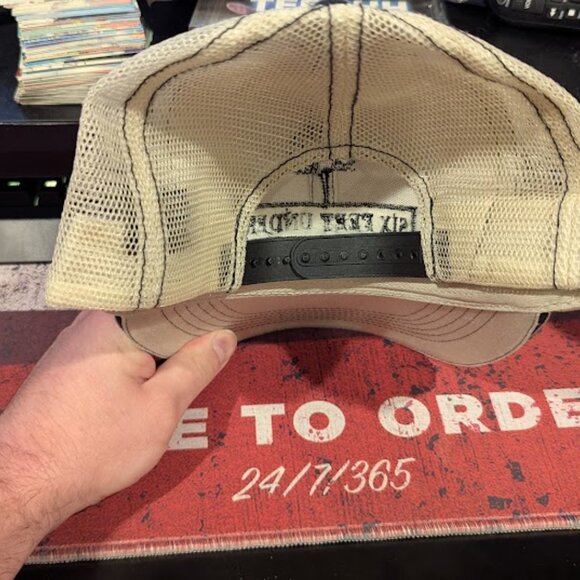 SIX FEET UNDER
E TO ORDE
24/7/365